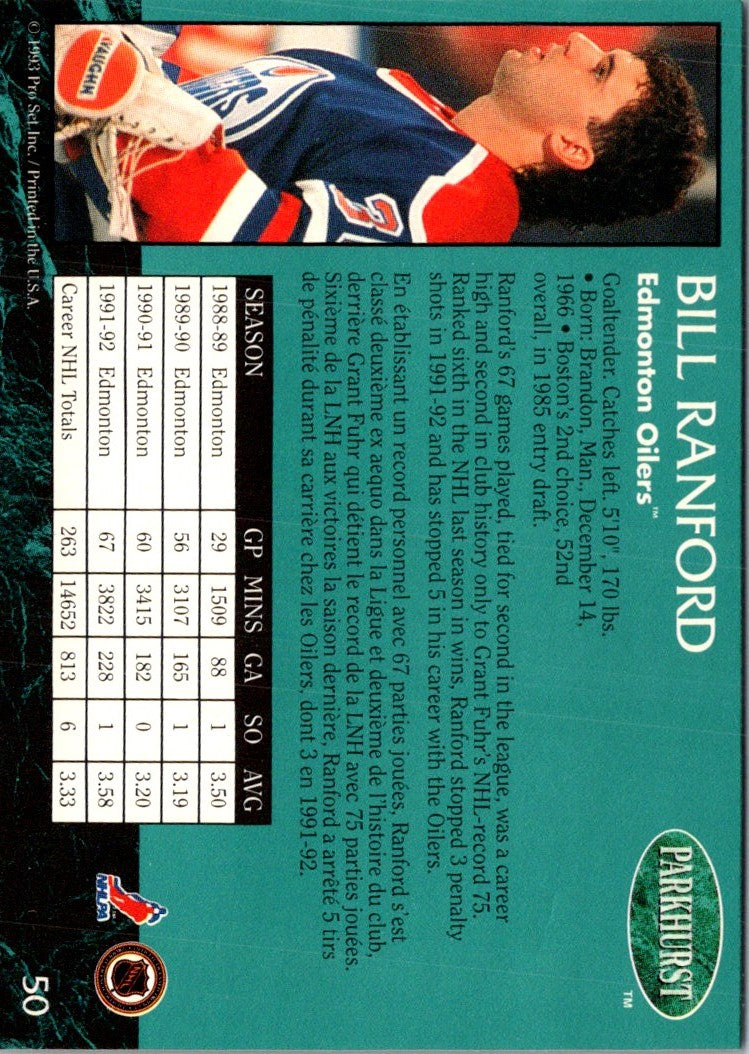 BILL RANFORD
Edmonton Oilers™
PARKHURST
™
Goaltender. Catches left. 5'10", 170 lbs.
• Born: Brandon, Man., December 14,
1966 • Boston's 2nd choice, 52nd
overall, in 1985 entry draft.
Ranford's 67 games played, tied for second in the league, was a career
high and second in club history only to Grant Fuhr's NHL-record 75.
Ranked sixth in the NHL last season in wins, Ranford stopped 3 penalty
shots in 1991-92 and has stopped 5 in his career with the Oilers.
En établissant un record personnel avec 67 parties jouées, Ranford s'est
classé deuxième ex aequo dans la Ligue et deuxième de l'histoire du club,
derrière Grant Fuhr qui détient le record de la LNH avec 75 parties jouées.
Sixième de la LNH aux victoires la saison dernière, Ranford a arrêté 5 tirs
de pénalité durant sa carrière chez les Oilers, dont 3 en 1991-92.
SEASON GP MINS GA SO AVG
1988-89 Edmonton 29 1509 88 1 3.50
1989-90 Edmonton 56 3107 165 1 3.19
1990-91 Edmonton 60 3415 182 0 3.20
1991-92 Edmonton 67 3822 228 1 3.58
Career NHL Totals 263 14652 813 6 3.33
VAUGHN
NHLPA
NHL
50
© 1993 Pro Set, Inc. / Printed in the U.S.A.